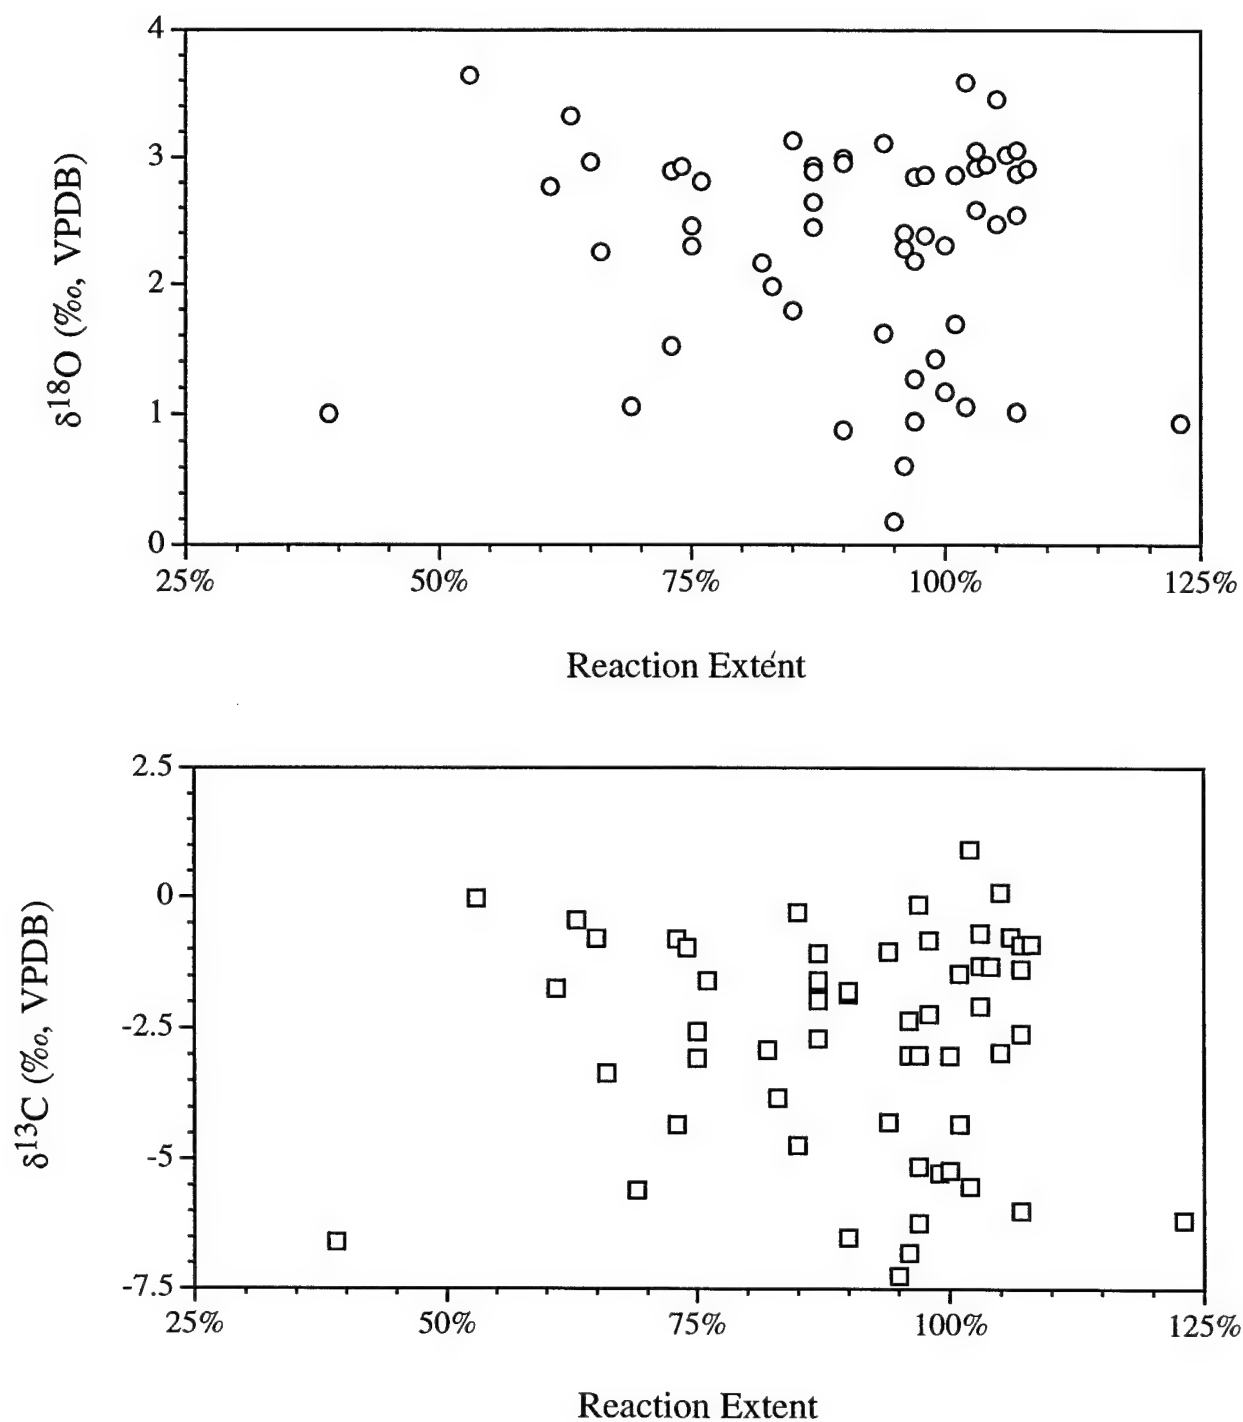 4
3
2
1
0
δ18O (‰, VPDB)
25% 50% 75% 100% 125%
Reaction Extent
2.5
0
-2.5
-5
-7.5
δ13C (‰, VPDB)
25% 50% 75% 100% 125%
Reaction Extent